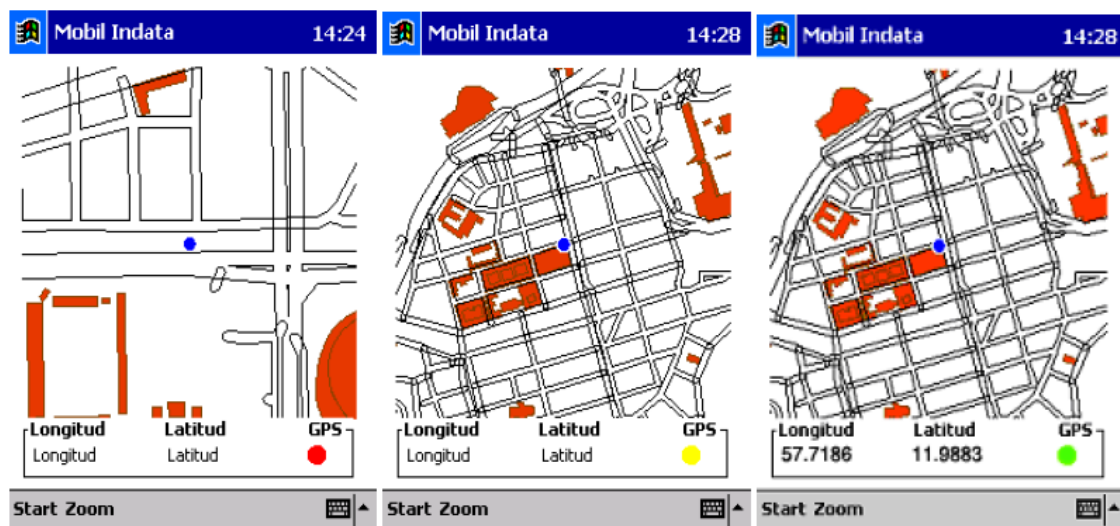 Mobil Indata 14:24
Longitud Latitud GPS
Longitud Latitud
Start Zoom
Mobil Indata 14:28
Longitud Latitud GPS
Longitud Latitud
Start Zoom
Mobil Indata 14:28
Longitud Latitud GPS
57.7186 11.9883
Start Zoom